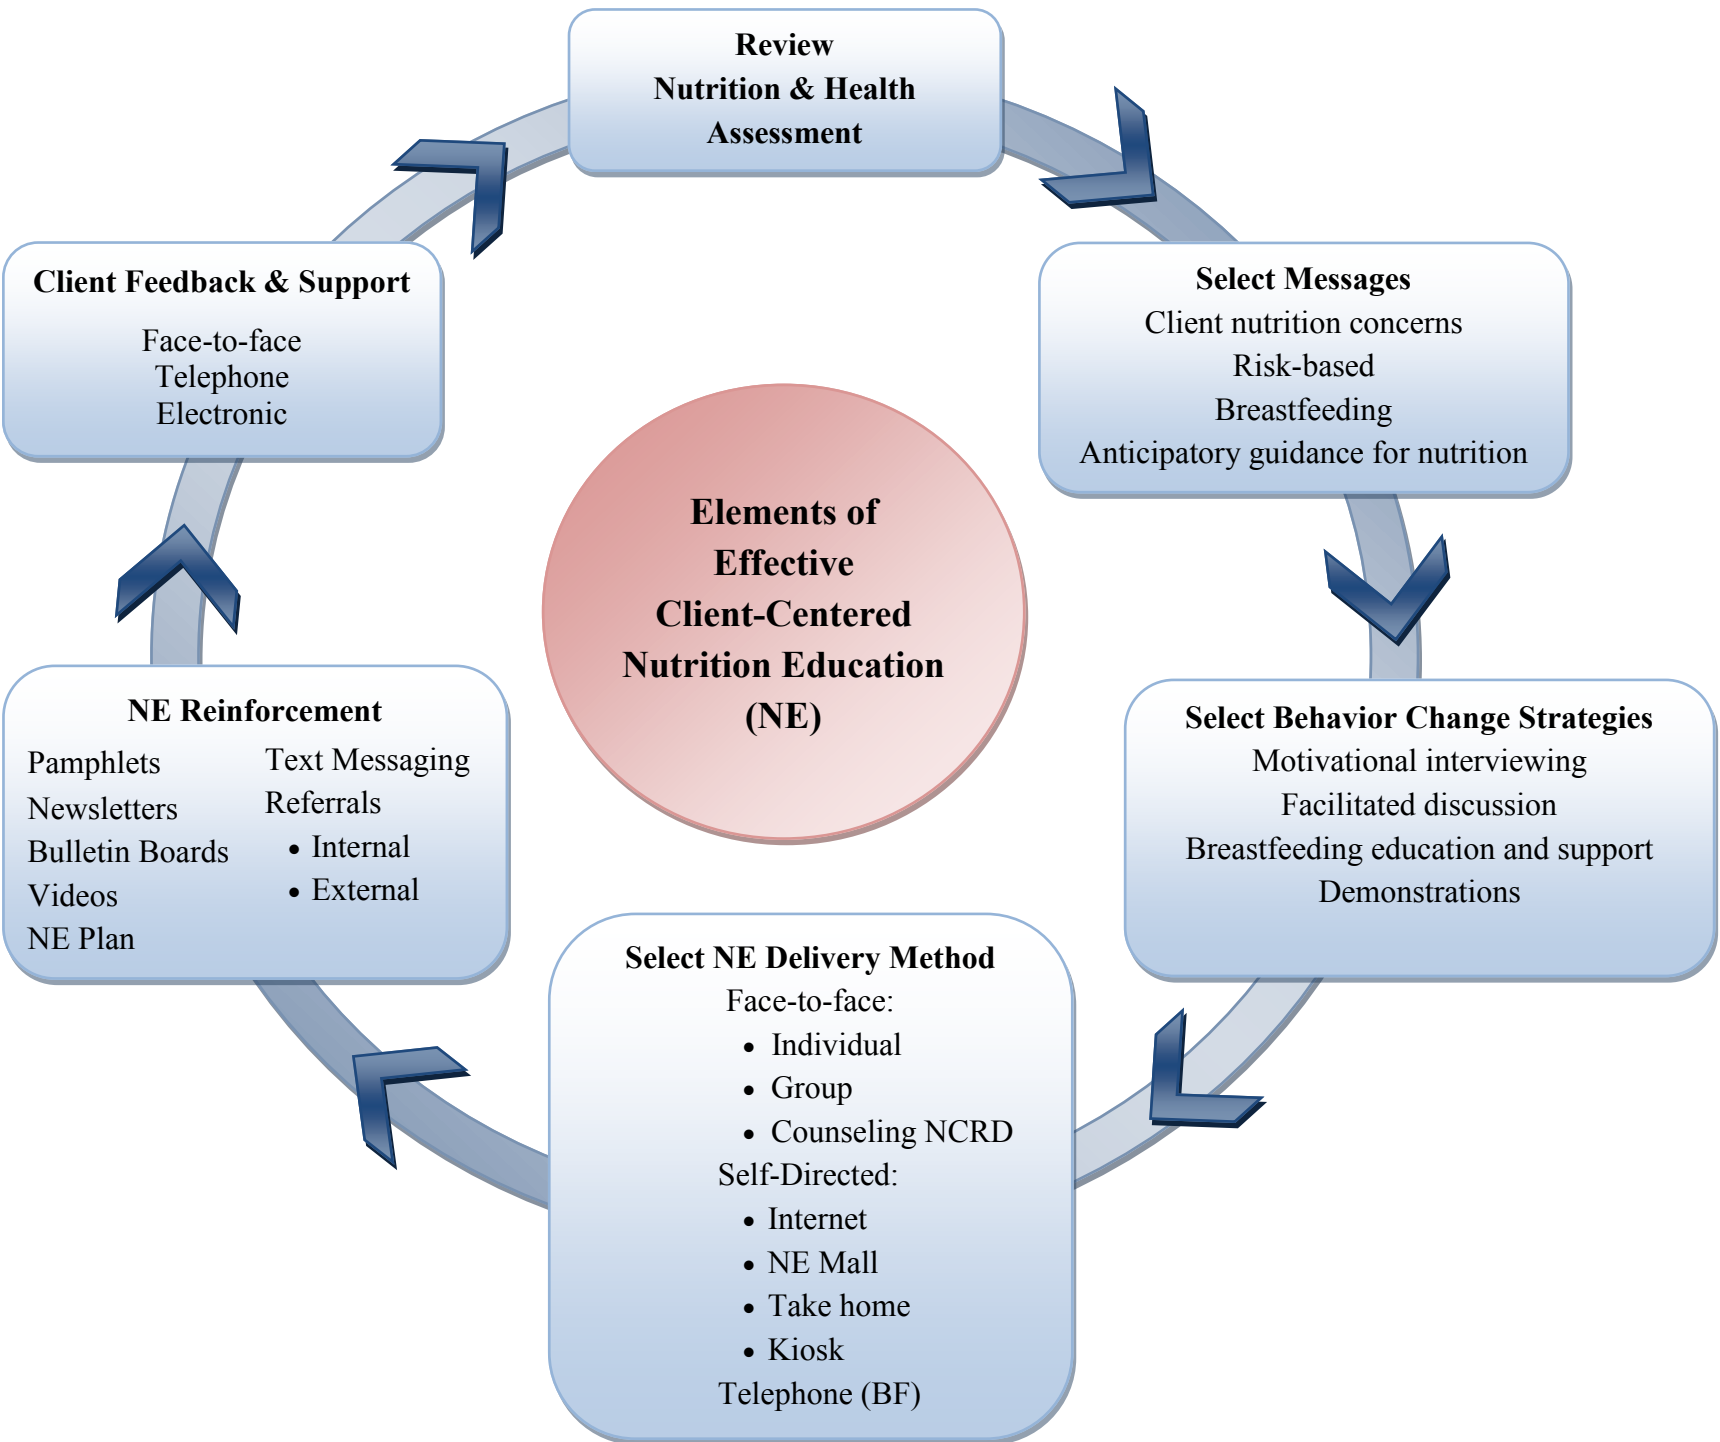 Review
Nutrition & Health
Assessment
Select Messages
Client nutrition concerns
Risk-based
Breastfeeding
Anticipatory guidance for nutrition
Select Behavior Change Strategies
Motivational interviewing
Facilitated discussion
Breastfeeding education and support
Demonstrations
Select NE Delivery Method
Face-to-face:
• Individual
• Group
• Counseling NCRD
Self-Directed:
• Internet
• NE Mall
• Take home
• Kiosk
Telephone (BF)
NE Reinforcement
Pamphlets
Newsletters
Bulletin Boards
Videos
NE Plan
Text Messaging
Referrals
• Internal
• External
Client Feedback & Support
Face-to-face
Telephone
Electronic
Elements of
Effective
Client-Centered
Nutrition Education
(NE)